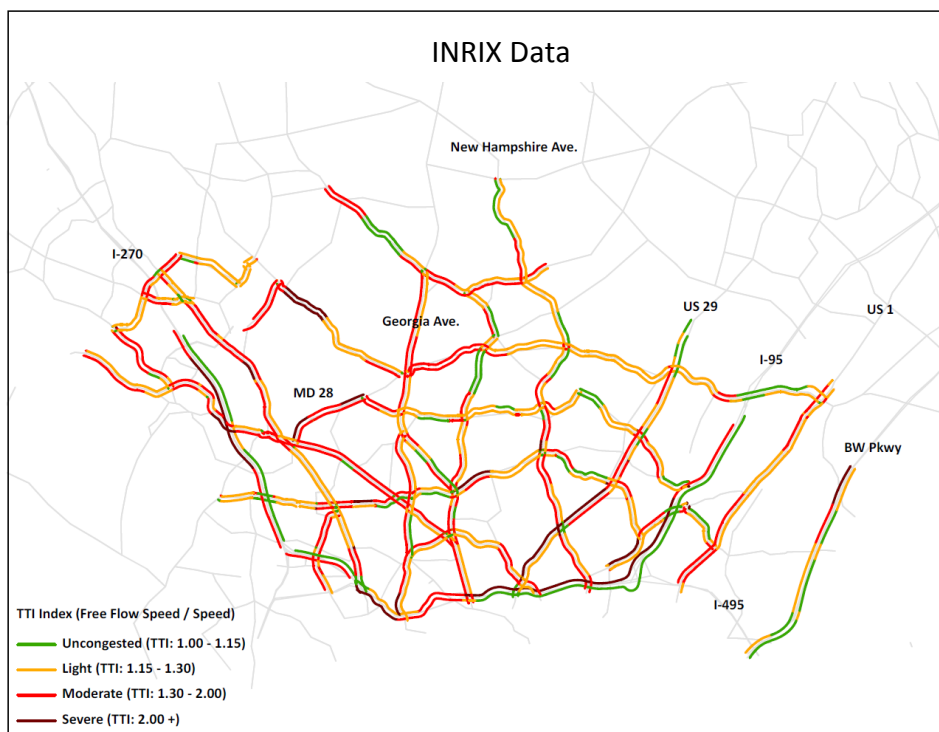 INRIX Data
New Hampshire Ave.
I-270
US 29
US 1
Georgia Ave.
I-95
MD 28
BW Pkwy
I-495
TTI Index (Free Flow Speed / Speed)
Uncongested (TTI: 1.00 - 1.15)
Light (TTI: 1.15 - 1.30)
Moderate (TTI: 1.30 - 2.00)
Severe (TTI: 2.00 +)